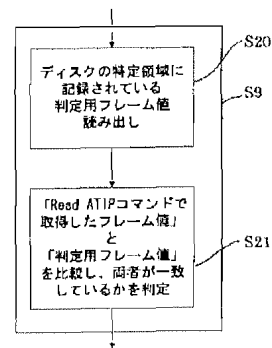 S20
ディスクの特定領域に
記録されている
判定用フレーム値
読み出し
S9
「Read ATIPコマンドで
取得したフレーム値」
と
「判定用フレーム値」
を比較し、両者が一致
しているかを判定
S21